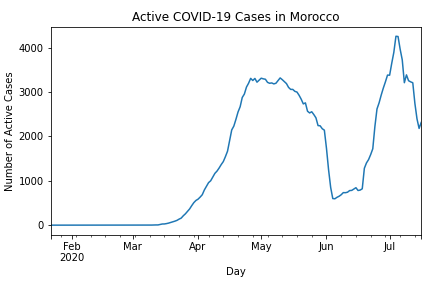 Active COVID-19 Cases in Morocco
Number of Active Cases
4000
3000
2000
1000
0
Feb Mar Apr May Jun Jul
2020
Day